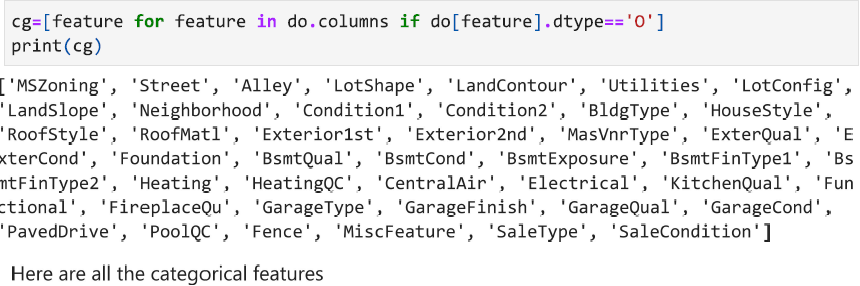 cg=[feature for feature in do.columns if do[feature].dtype=='O']
print(cg)
['MSZoning', 'Street', 'Alley', 'LotShape', 'LandContour', 'Utilities', 'LotConfig',
'LandSlope', 'Neighborhood', 'Condition1', 'Condition2', 'BldgType', 'HouseStyle',
'RoofStyle', 'RoofMatl', 'Exterior1st', 'Exterior2nd', 'MasVnrType', 'ExterQual', 'E
xterCond', 'Foundation', 'BsmtQual', 'BsmtCond', 'BsmtExposure', 'BsmtFinType1', 'Bs
mtFinType2', 'Heating', 'HeatingQC', 'CentralAir', 'Electrical', 'KitchenQual', 'Fun
ctional', 'FireplaceQu', 'GarageType', 'GarageFinish', 'GarageQual', 'GarageCond',
'PavedDrive', 'PoolQC', 'Fence', 'MiscFeature', 'SaleType', 'SaleCondition']
Here are all the categorical features